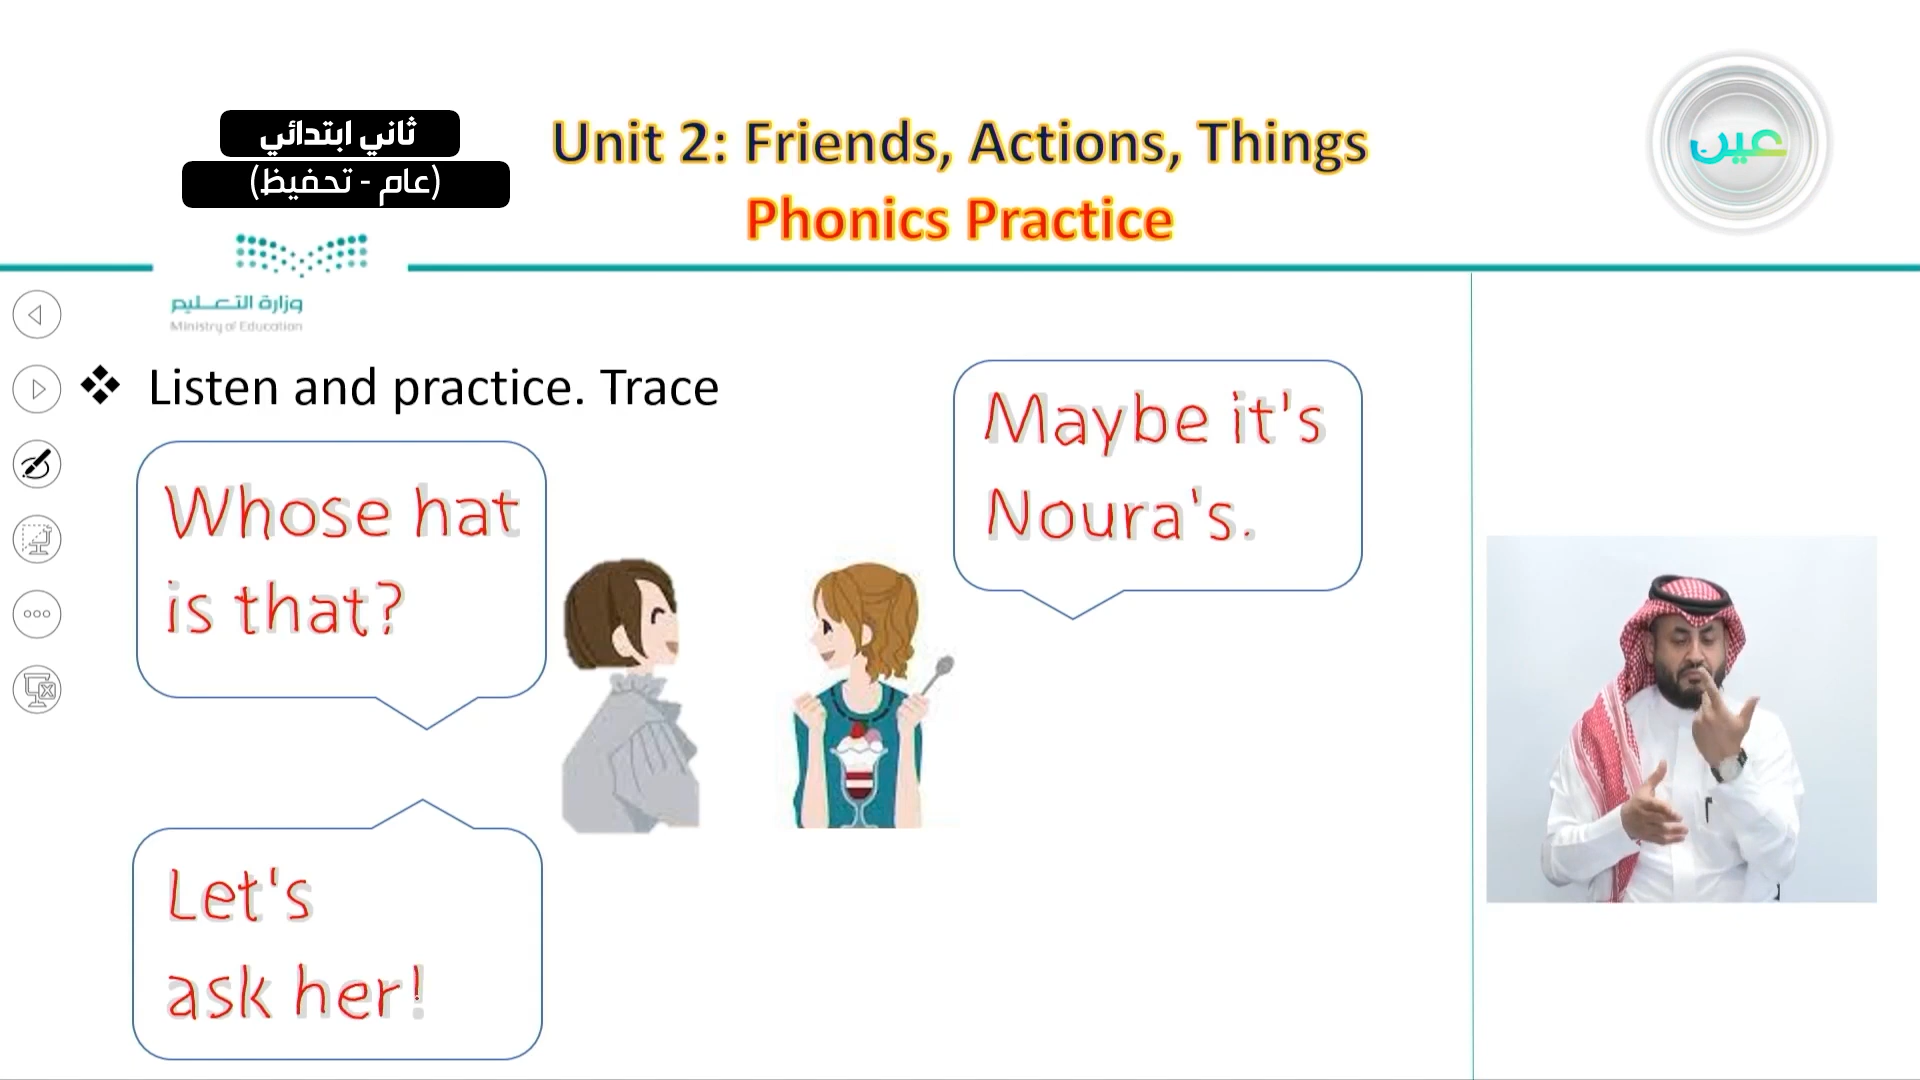 ثاني ابتدائي
(عام - تحفيظ)
Unit 2: Friends, Actions, Things
Phonics Practice
عين
وزارة التعليم
Ministry of Education
Listen and practice. Trace
Whose hat
is that?
Maybe it's
Noura's.
Let's
ask her!